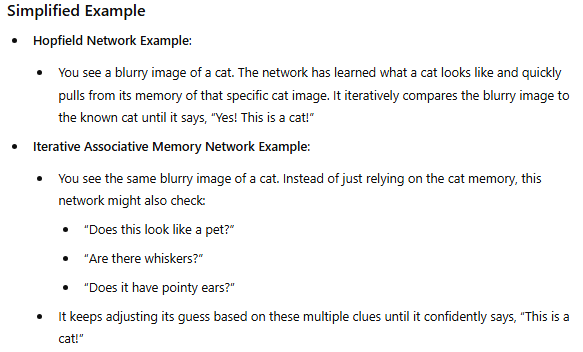 Simplified Example
• Hopfield Network Example:
• You see a blurry image of a cat. The network has learned what a cat looks like and quickly
pulls from its memory of that specific cat image. It iteratively compares the blurry image to
the known cat until it says, “Yes! This is a cat!”
• Iterative Associative Memory Network Example:
• You see the same blurry image of a cat. Instead of just relying on the cat memory, this
network might also check:
• “Does this look like a pet?”
• “Are there whiskers?”
• “Does it have pointy ears?”
• It keeps adjusting its guess based on these multiple clues until it confidently says, “This is a
cat!”